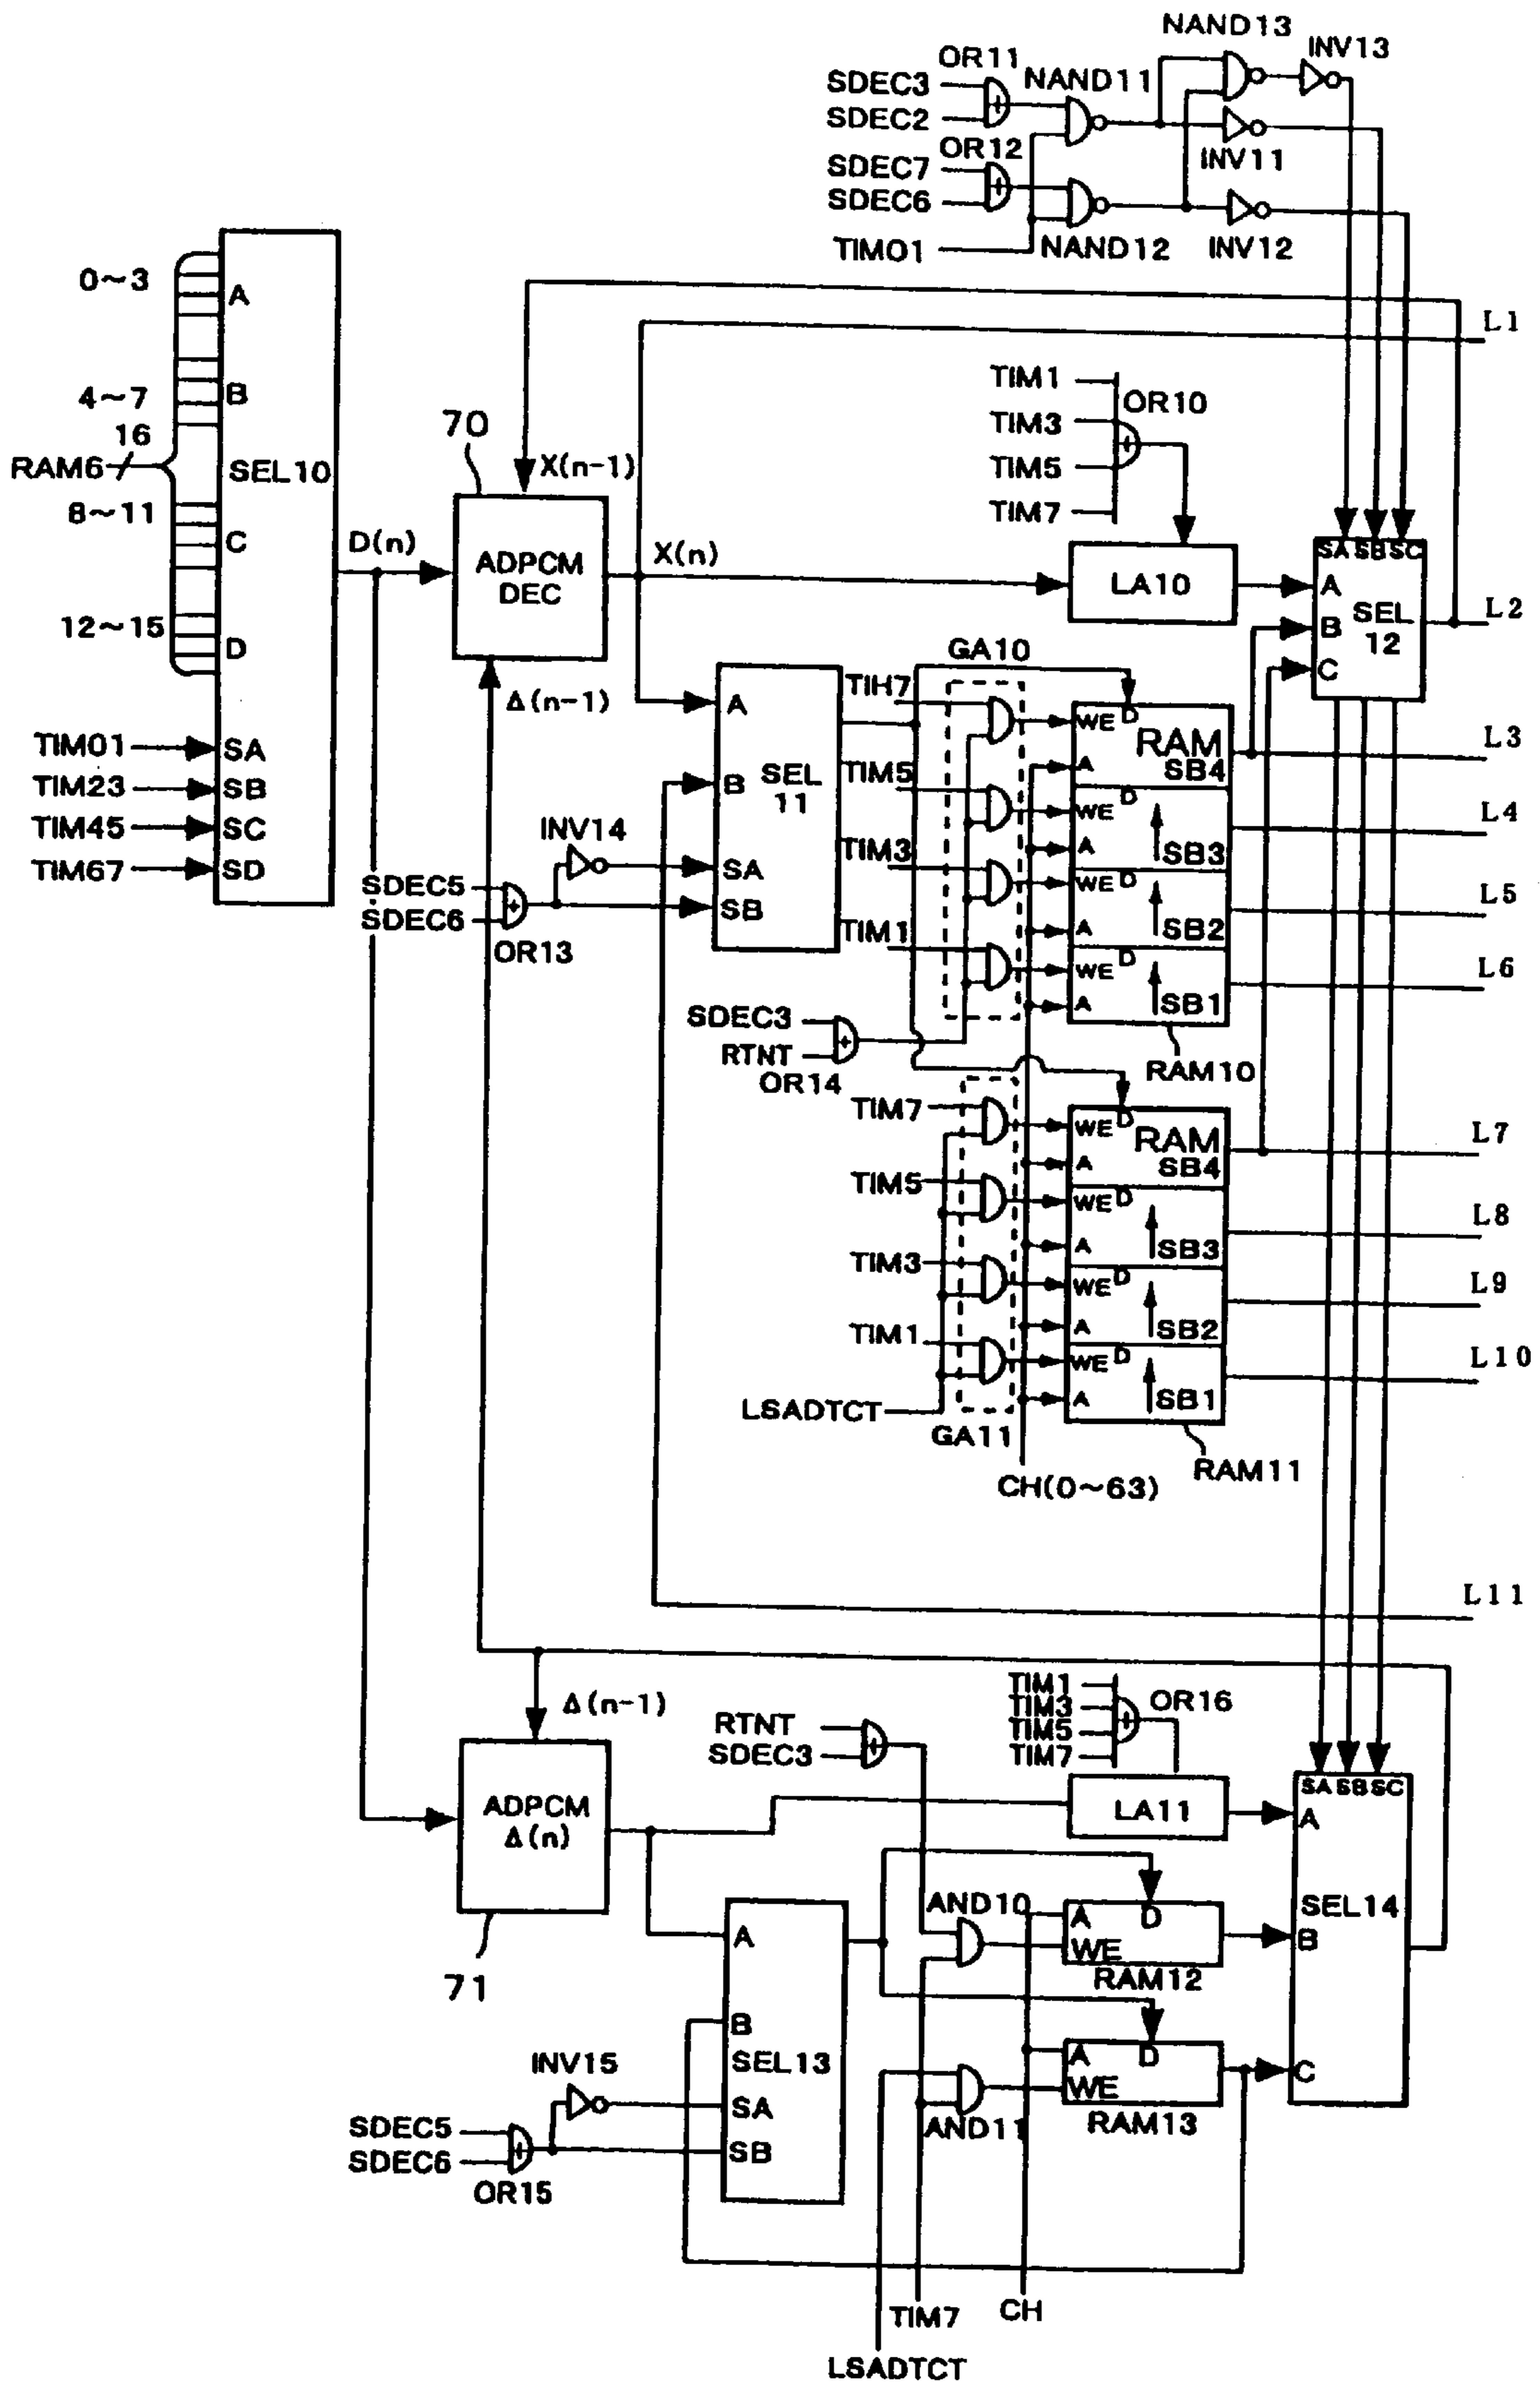 NAND13
INV13
OR11
NAND11
SDEC3
SDEC2
INV11
OR12
SDEC7
SDEC6
TIM01
NAND12
INV12
0~3
A
L1
4~7
B
16
RAM6
SEL10
8~11
C
12~15
D
TIM01
SA
TIM23
SB
TIM45
SC
TIM67
SD
D(n)
70
X(n-1)
ADPCM
DEC
X(n)
Δ(n-1)
TIM1
TIM3
TIM5
TIM7
OR10
LA10
SA SB SC
A
B
C
SEL
12
L2
GA10
TIH7
A
B
SEL
11
SA
SB
INV14
SDEC5
SDEC6
OR13
TIM5
TIM3
TIM1
WE D
RAM
SB4
A
L3
WE D
SB3
A
L4
WE D
SB2
A
L5
WE D
SB1
A
L6
SDEC3
RTNT
OR14
RAM10
TIM7
WE D
RAM
SB4
A
L7
TIM5
WE D
SB3
A
L8
TIM3
WE D
SB2
A
L9
TIM1
WE D
SB1
A
L10
LSADTCT
GA11
RAM11
CH(0~63)
L11
Δ(n-1)
RTNT
SDEC3
TIM1
TIM3
TIM5
TIM7
OR16
ADPCM
Δ(n)
71
LA11
SA SB SC
A
SEL14
B
C
AND10
A
D
WE
RAM12
A
B
SEL13
SA
SB
INV15
SDEC5
SDEC6
OR15
A
D
WE
RAM13
AND11
TIM7
CH
LSADTCT